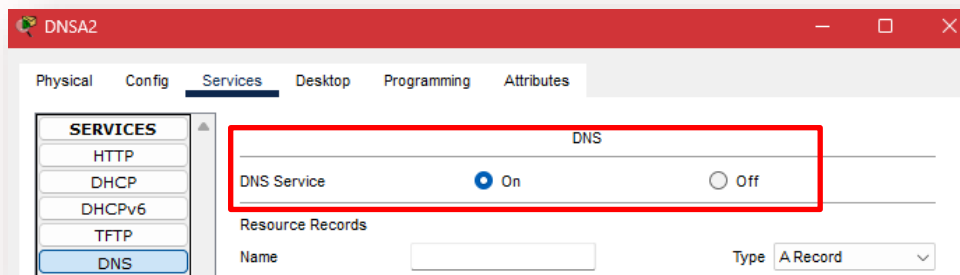 DNSA2
Physical Config Services Desktop Programming Attributes
SERVICES
HTTP
DHCP
DHCPv6
TFTP
DNS
DNS
DNS Service On Off
Resource Records
Name Type A Record